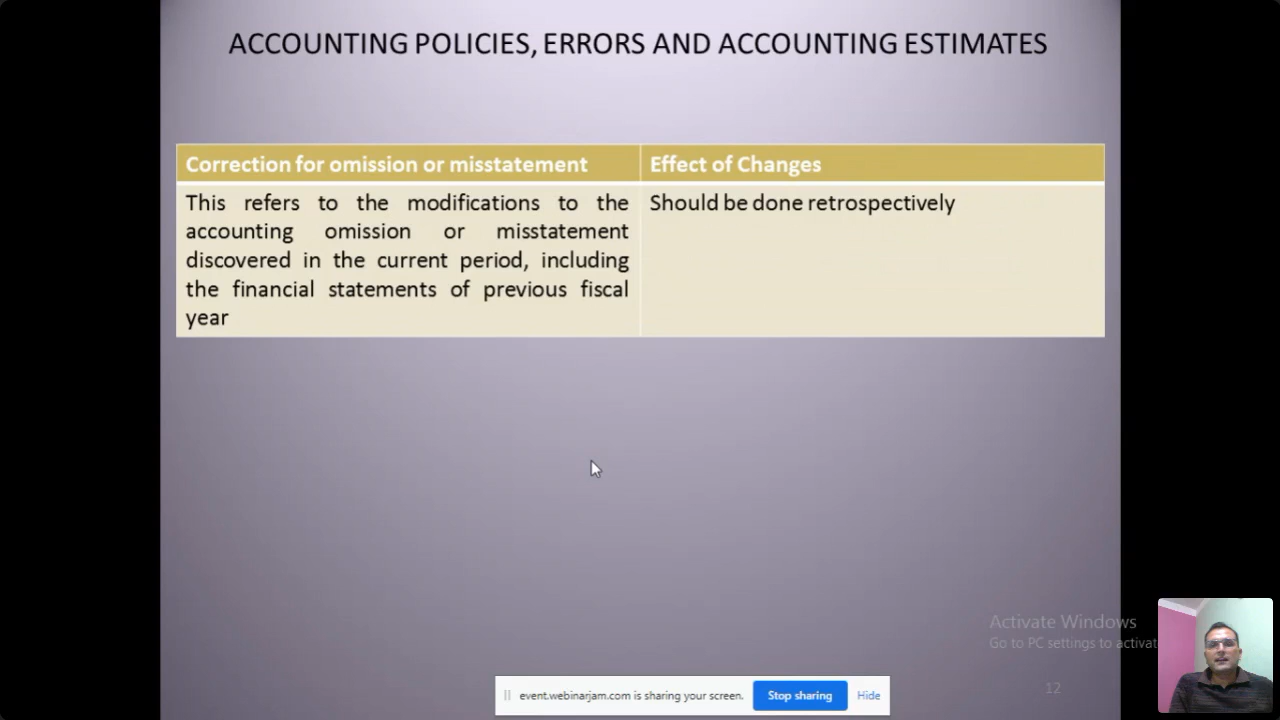 ACCOUNTING POLICIES, ERRORS AND ACCOUNTING ESTIMATES
Correction for omission or misstatement
Effect of Changes
This refers to the modifications to the
accounting omission or misstatement
discovered in the current period, including
the financial statements of previous fiscal
year
Should be done retrospectively
Activate Windows
Go to PC settings to activat
12
event.webinarjam.com is sharing your screen.
Stop sharing
Hide